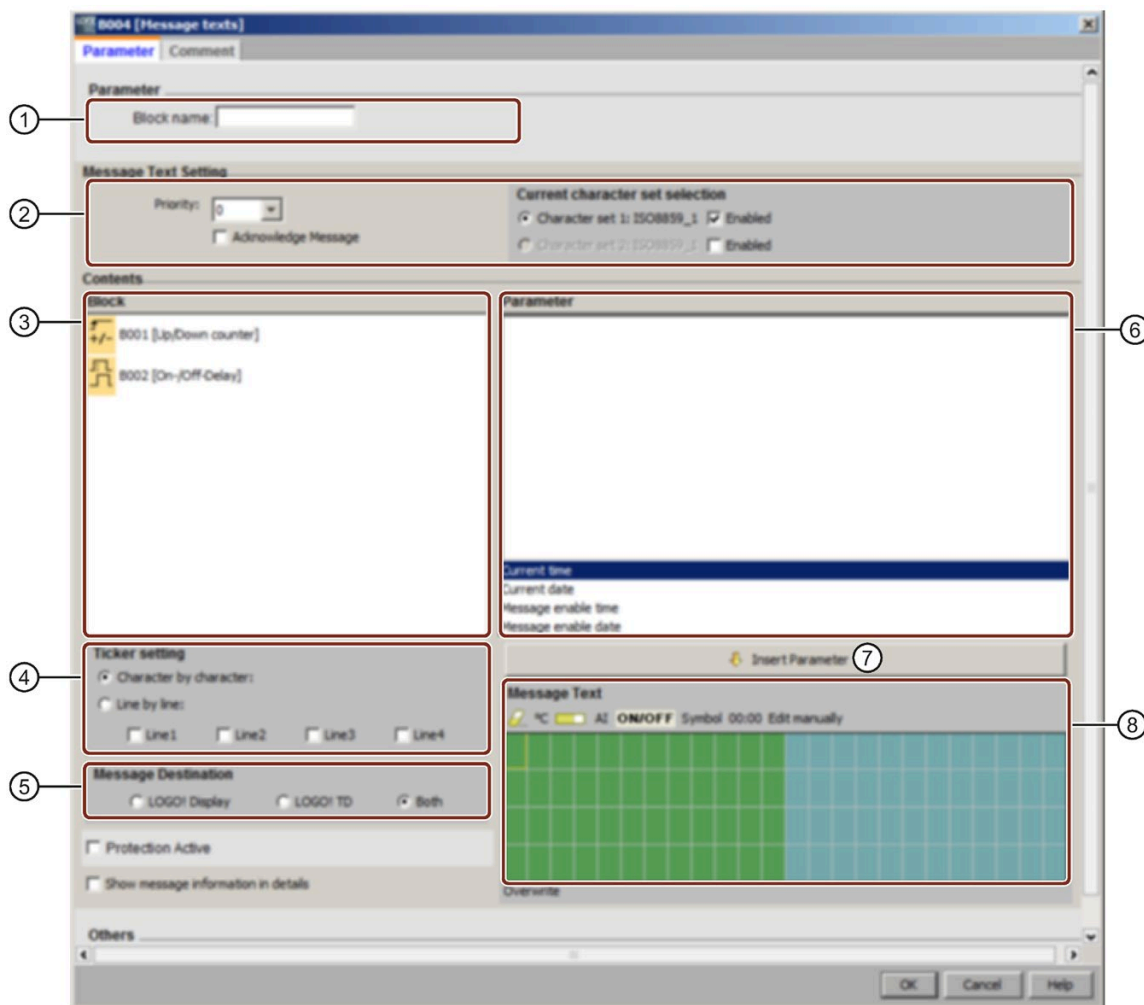 B004 [Message texts]
Parameter Comment
Parameter
① Block name:
Message Text Setting
② Priority: 0
Acknowledge Message
Current character set selection
Character set 1: ISO8859_1 Enabled
Character set 2: ISO8859_1 Enabled
Contents
③ Block
B001 [Up/Down counter]
+/-
B002 [On-/Off-Delay]
Parameter ⑥
Current time
Current date
Message enable time
Message enable date
④ Ticker setting
Character by character:
Line by line:
Line1 Line2 Line3 Line4
⑤ Message Destination
LOGO! Display LOGO! TD Both
Protection Active
Show message information in details
Insert Parameter ⑦
Message Text ⑧
°C AI ON/OFF Symbol 00:00 Edit manually
Overwrite
Others
OK Cancel Help